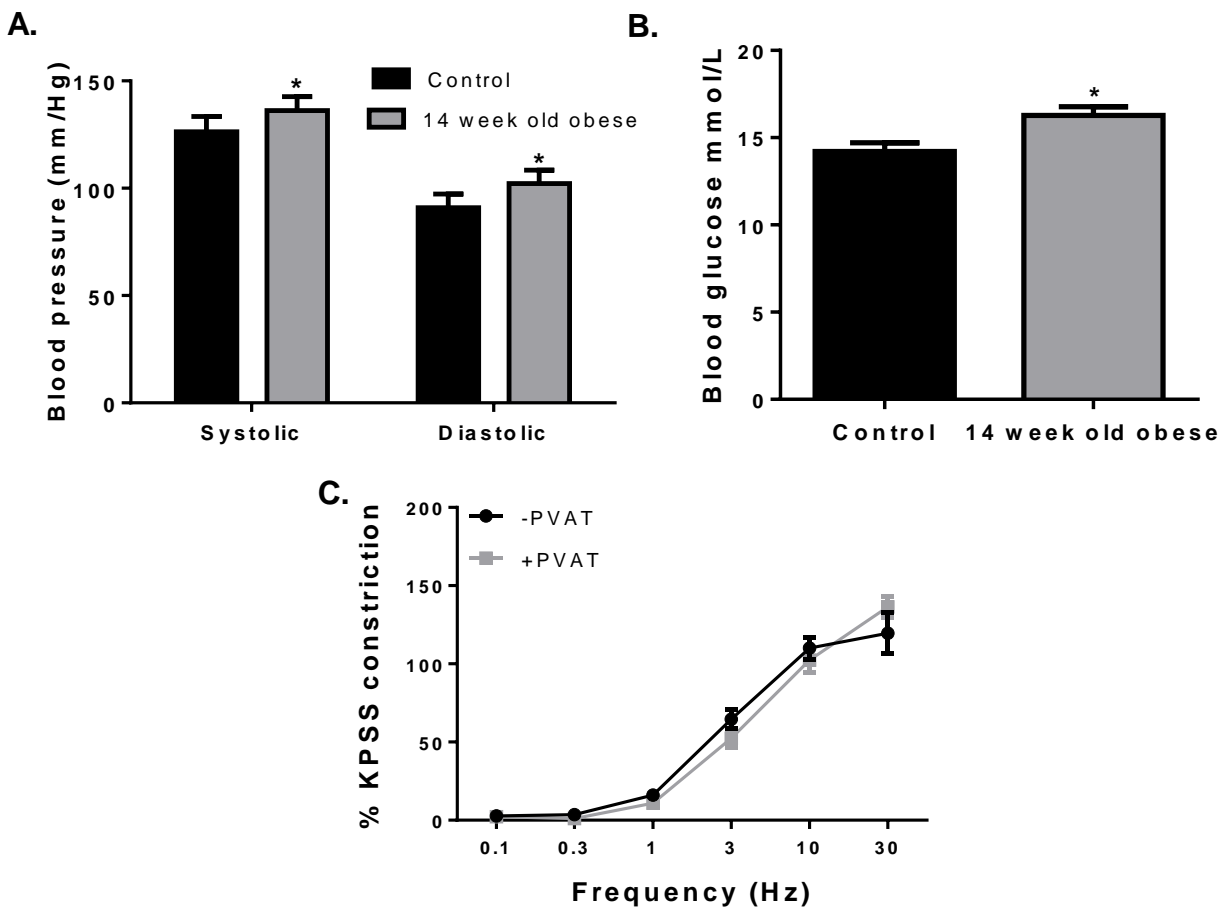 A.
Blood pressure (mm/Hg)
150
100
50
0
*
*
Control
14 week old obese
Systolic
Diastolic
B.
Blood glucose mmol/L
20
15
10
5
0
*
Control
14 week old obese
C.
% KPSS constriction
200
150
100
50
0
-PVAT
+PVAT
0.1 0.3 1 3 10 30
Frequency (Hz)